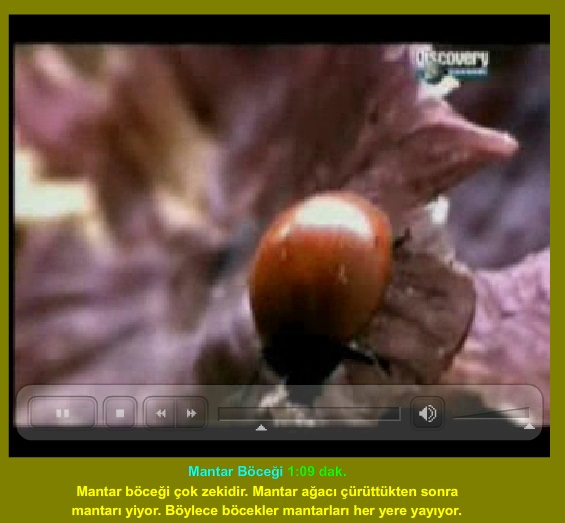 Discovery
Mantar Böceği 1:09 dak.
Mantar böceği çok zekidir. Mantar ağacı çürüttükten sonra
mantarı yiyor. Böylece böcekler mantarları her yere yayıyor.